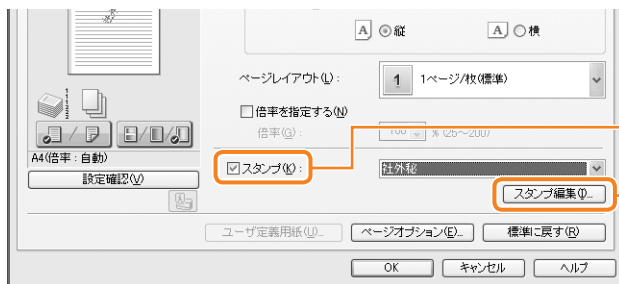 A ◉縦 A ○横
ページレイアウト(L): 1 1ページ/枚(標準)
□倍率を指定する(N)
倍率(G): 100 % (25~200)
A4(倍率:自動)
☑スタンプ(K): 社外秘
設定確認(V)
スタンプ編集(I)...
ユーザ定義用紙(U)... ページオプション(E)... 標準に戻す(R)
OK キャンセル ヘルプ